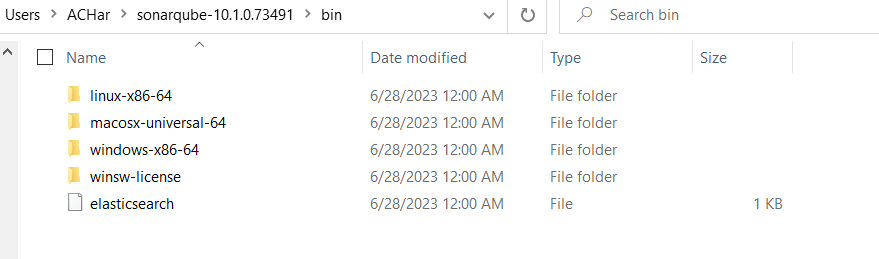 Users > ACHar > sonarqube-10.1.0.73491 > bin Search bin
Name Date modified Type Size
linux-x86-64 6/28/2023 12:00 AM File folder
macosx-universal-64 6/28/2023 12:00 AM File folder
windows-x86-64 6/28/2023 12:00 AM File folder
winsw-license 6/28/2023 12:00 AM File folder
elasticsearch 6/28/2023 12:00 AM File 1 KB